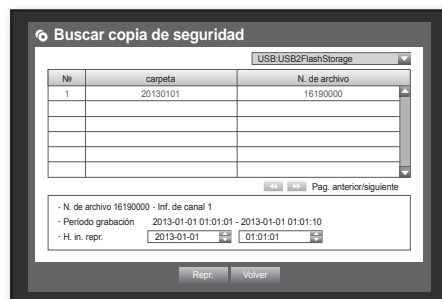 Buscar copia de seguridad
USB:USB2FlashStorage
№ carpeta N. de archivo
1 20130101 16190000
Pag. anterior/siguiente
· N. de archivo 16190000 - Inf. de canal 1
· Período grabación 2013-01-01 01:01:01 - 2013-01-01 01:01:10
· H. in. repr. 2013-01-01 01:01:01
Repr. Volver